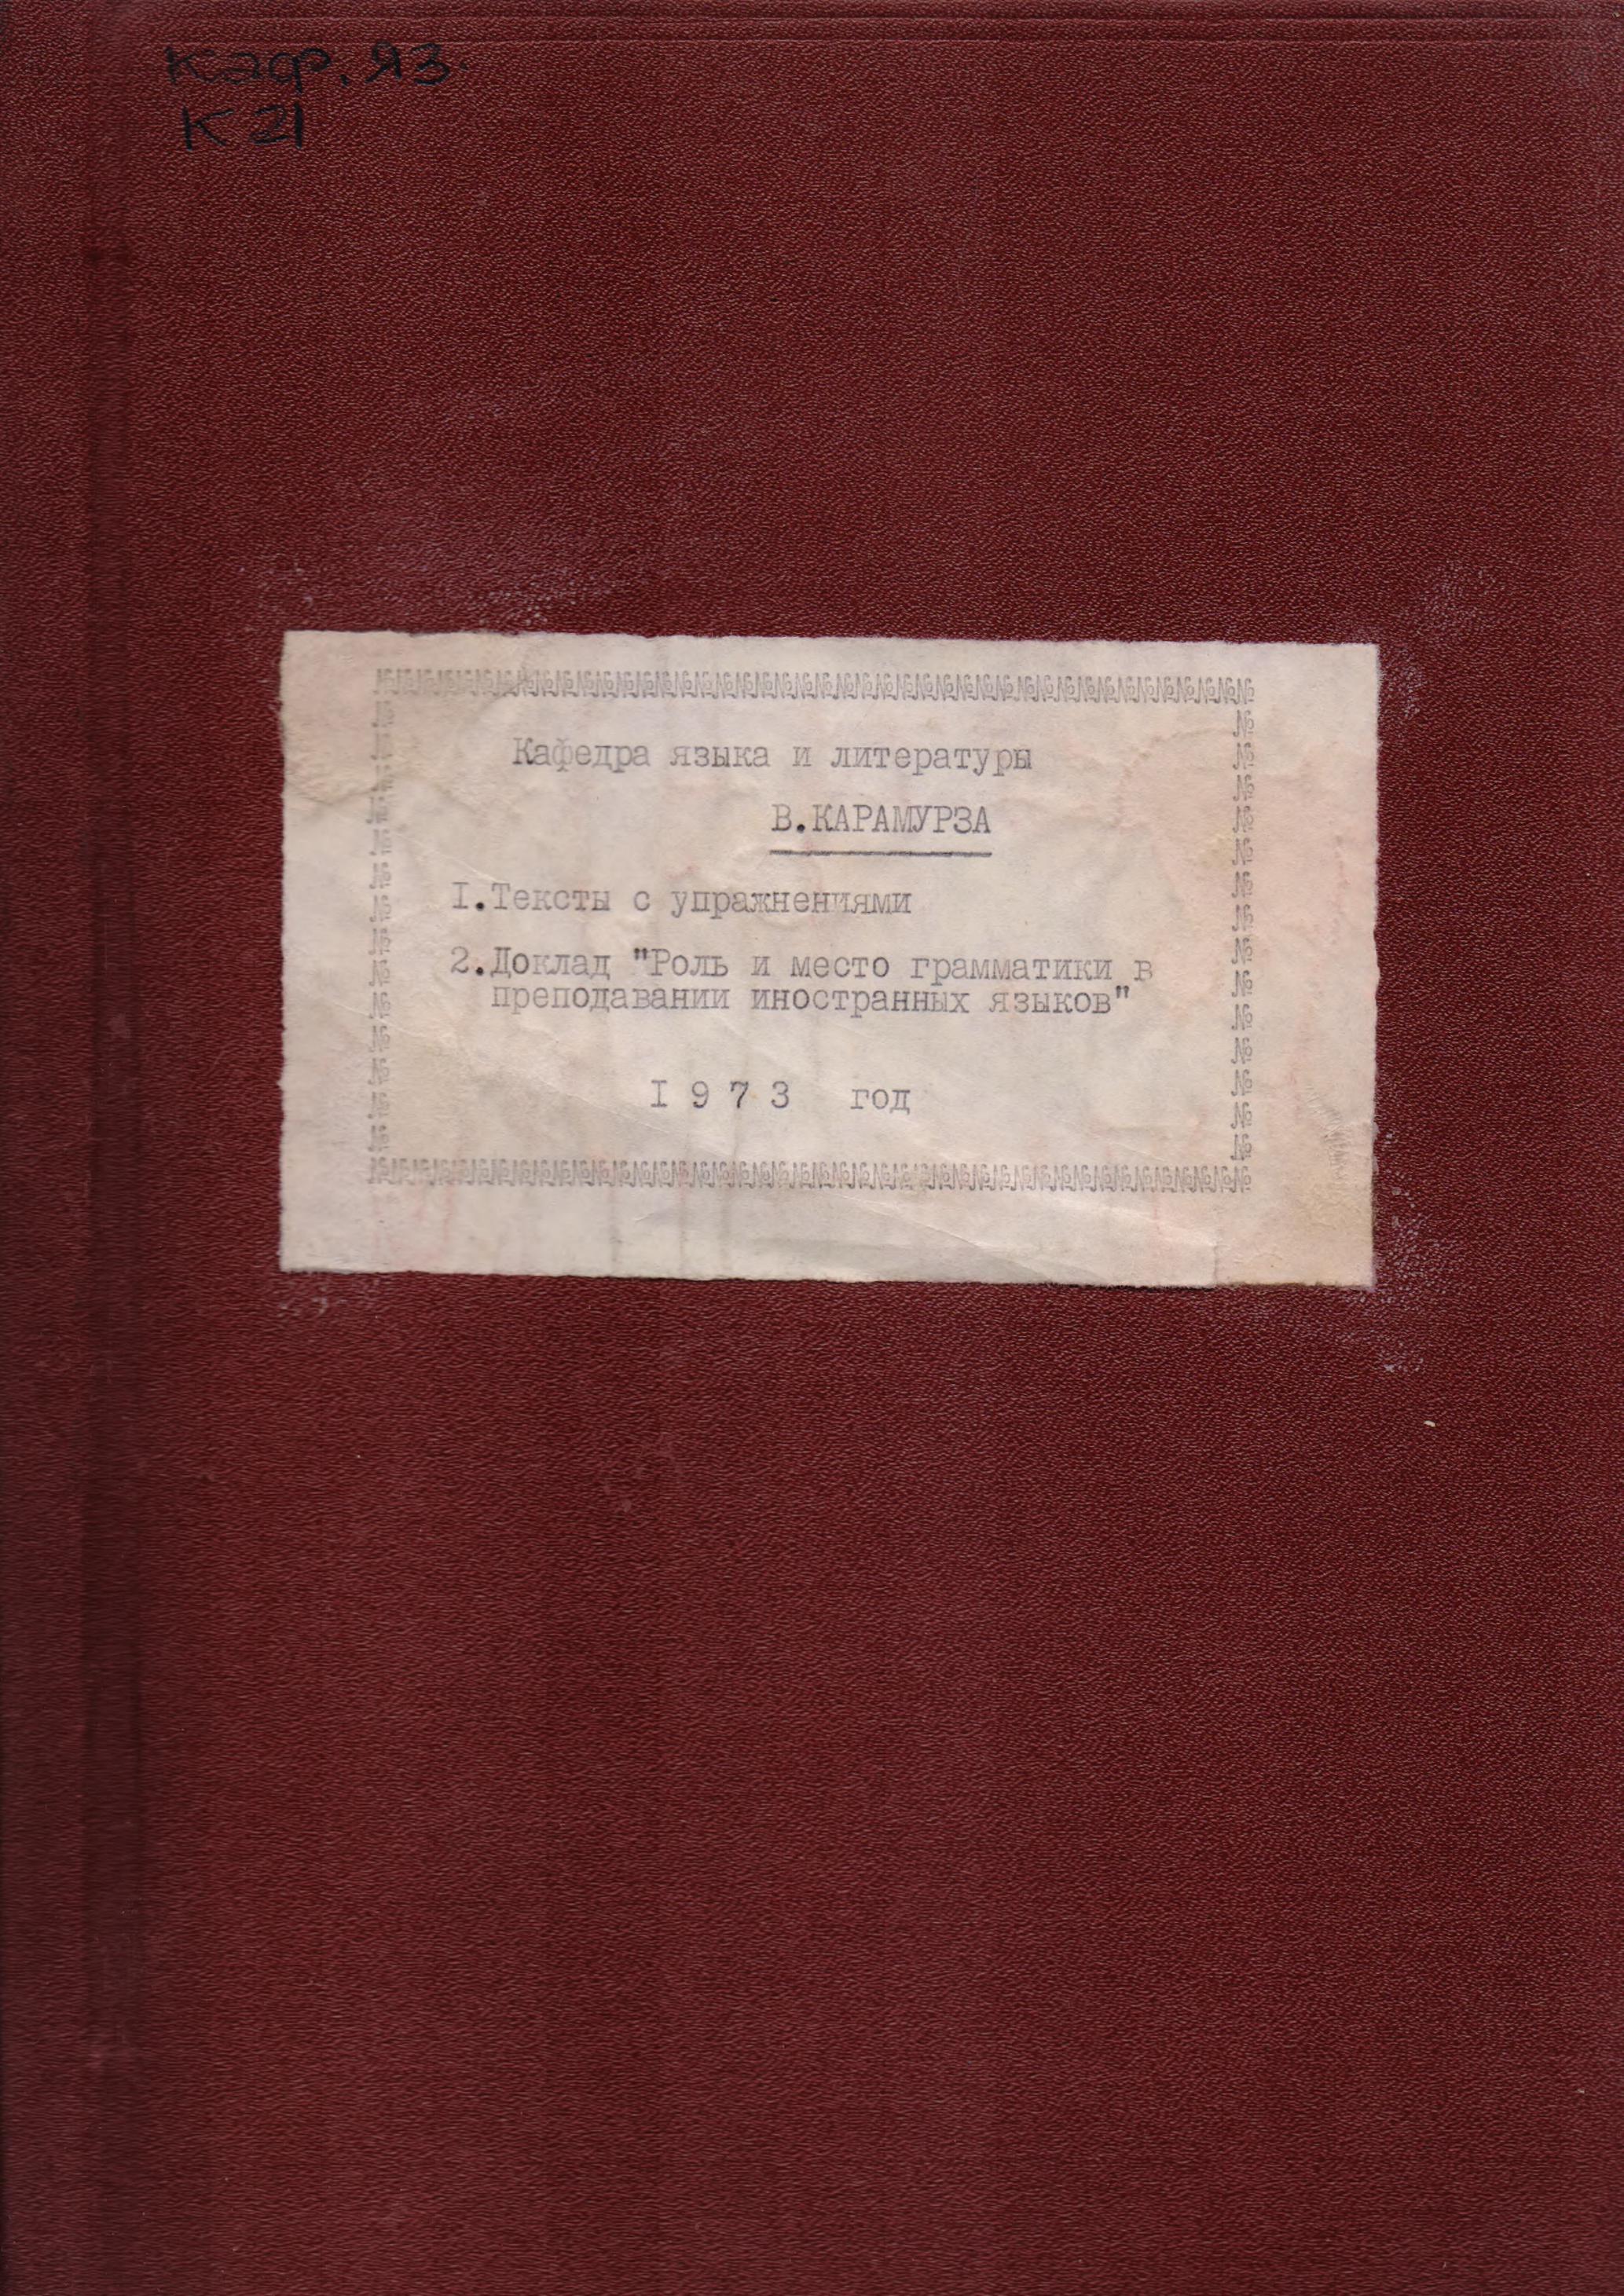 каф. яз.
К 21
Кафедра языка и литературы
В.КАРАМУРЗА
I.Тексты с упражнениями
2.Доклад "Роль и место грамматики в
преподавании иностранных языков"
I 9 7 3 год